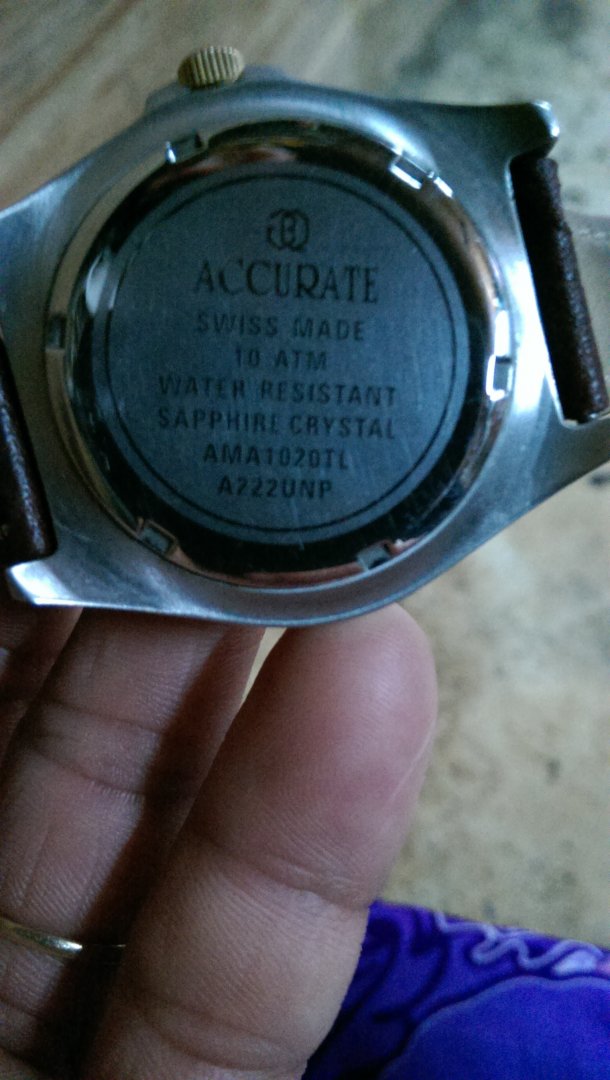 ACCURATE
SWISS MADE
10 ATM
WATER RESISTANT
SAPPHIRE CRYSTAL
AMA1020TL
A222UNP